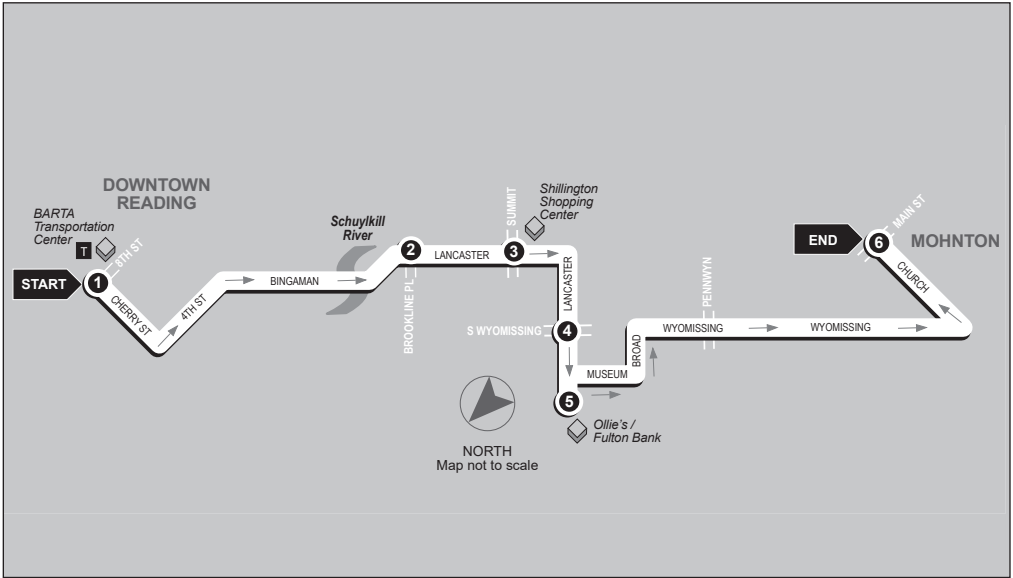 DOWNTOWN
READING
BARTA
Transportation
Center
T
8TH ST
START
1
CHERRY ST
4TH ST
BINGAMAN
Schuylkill
River
2
BROOKLINE PL
LANCASTER
SUMMIT
3
Shillington
Shopping
Center
LANCASTER
S WYOMISSING
4
MUSEUM
5
Ollie's /
Fulton Bank
BROAD
WYOMISSING
PENNWYN
WYOMISSING
CHURCH
END
6
MAIN ST
MOHNTON
NORTH
Map not to scale